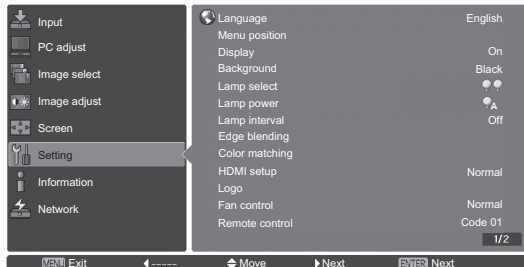 Input
PC adjust
Image select
Image adjust
Screen
Setting
Information
Network
Language English
Menu position
Display On
Background Black
Lamp select
Lamp power A
Lamp interval Off
Edge blending
Color matching
HDMI setup Normal
Logo
Fan control Normal
Remote control Code 01
1/2
MENU Exit ----- Move Next ENTER Next